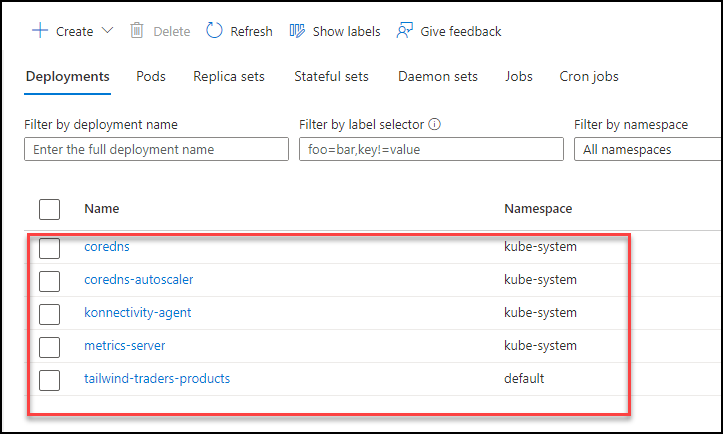 Create Delete Refresh Show labels Give feedback
Deployments Pods Replica sets Stateful sets Daemon sets Jobs Cron jobs
Filter by deployment name Filter by label selector Filter by namespace
Enter the full deployment name foo=bar,key!=value All namespaces
Name Namespace
coredns kube-system
coredns-autoscaler kube-system
konnectivity-agent kube-system
metrics-server kube-system
tailwind-traders-products default